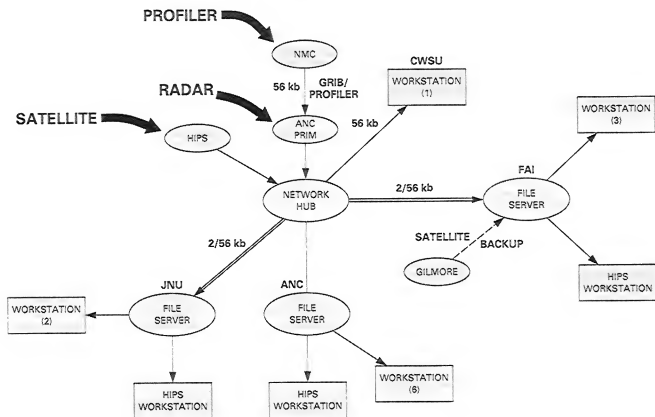 PROFILER
NMC
CWSU
56 kb
GRIB/
PROFILER
WORKSTATION
(1)
RADAR
SATELLITE
ANC
PRIM
56 kb
HIPS
WORKSTATION
(3)
FAI
NETWORK
HUB
2/56 kb
FILE
SERVER
2/56 kb
SATELLITE
BACKUP
GILMORE
HIPS
WORKSTATION
JNU
ANC
WORKSTATION
(2)
FILE
SERVER
FILE
SERVER
HIPS
WORKSTATION
HIPS
WORKSTATION
WORKSTATION
(6)